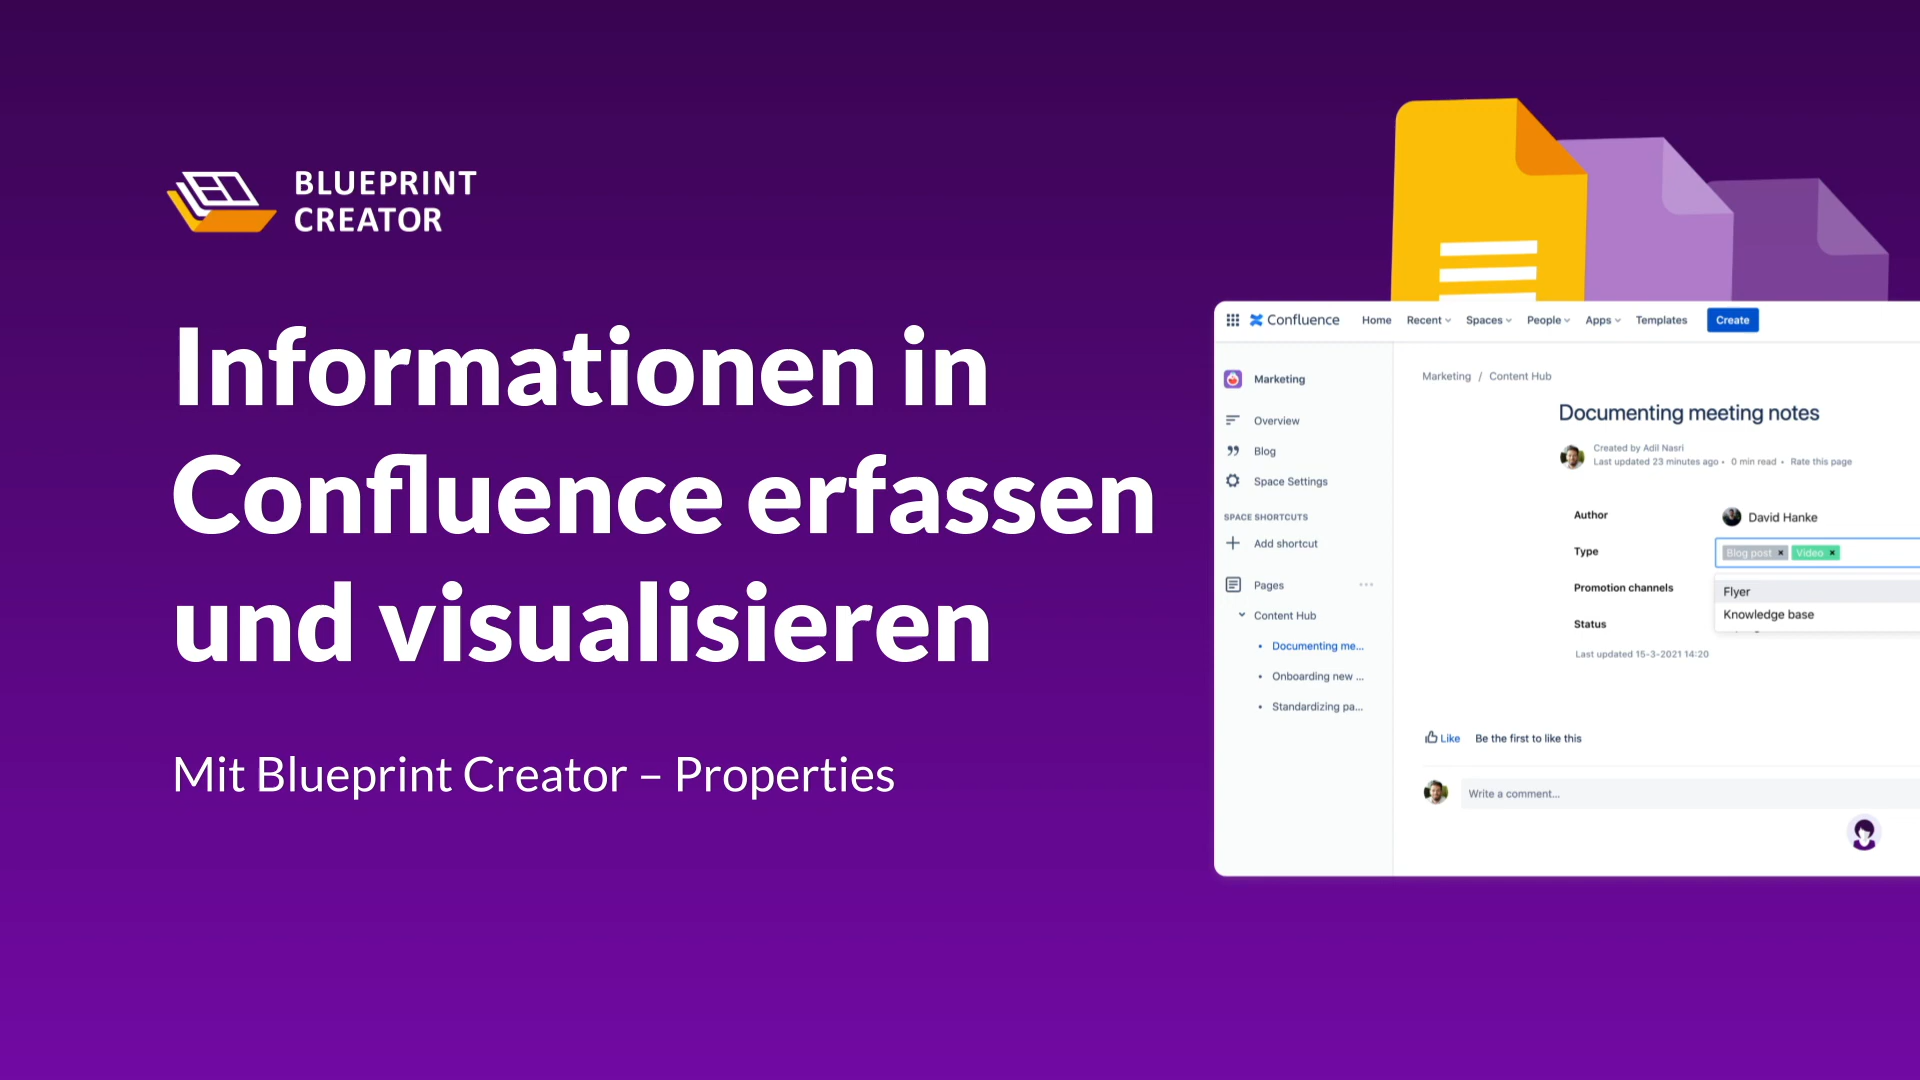 BLUEPRINT
CREATOR
Informationen in
Confluence erfassen
und visualisieren
Mit Blueprint Creator – Properties
Confluence Home Recent Spaces People Apps Templates Create
Marketing
Overview
Blog
Space Settings
SPACE SHORTCUTS
Add shortcut
Pages
Content Hub
Documenting me...
Onboarding new ...
Standardizing pa...
Marketing / Content Hub
Documenting meeting notes
Created by Adil Nasri
Last updated 23 minutes ago • 0 min read • Rate this page
Author David Hanke
Type Blog post × Video ×
Promotion channels
Flyer
Knowledge base
Status
Last updated 15-3-2021 14:20
Like Be the first to like this
Write a comment...